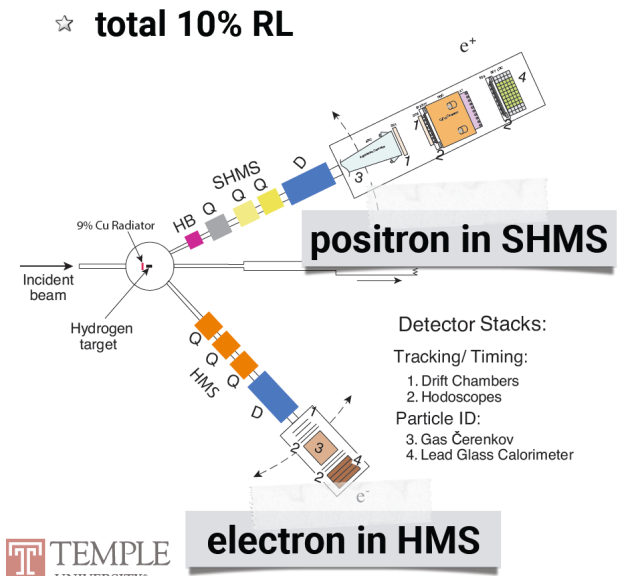 ☆ total 10% RL
e⁺
4
SHMS
D
Q
Q
Q
HB
3
1
1
2
2
9% Cu Radiator
positron in SHMS
Incident
beam
Hydrogen
target
Q
Q
Q
HMS
D
1
2
3
4
2
e⁻
Detector Stacks:
Tracking/ Timing:
1. Drift Chambers
2. Hodoscopes
Particle ID:
3. Gas Čerenkov
4. Lead Glass Calorimeter
electron in HMS
T TEMPLE
UNIVERSITY®